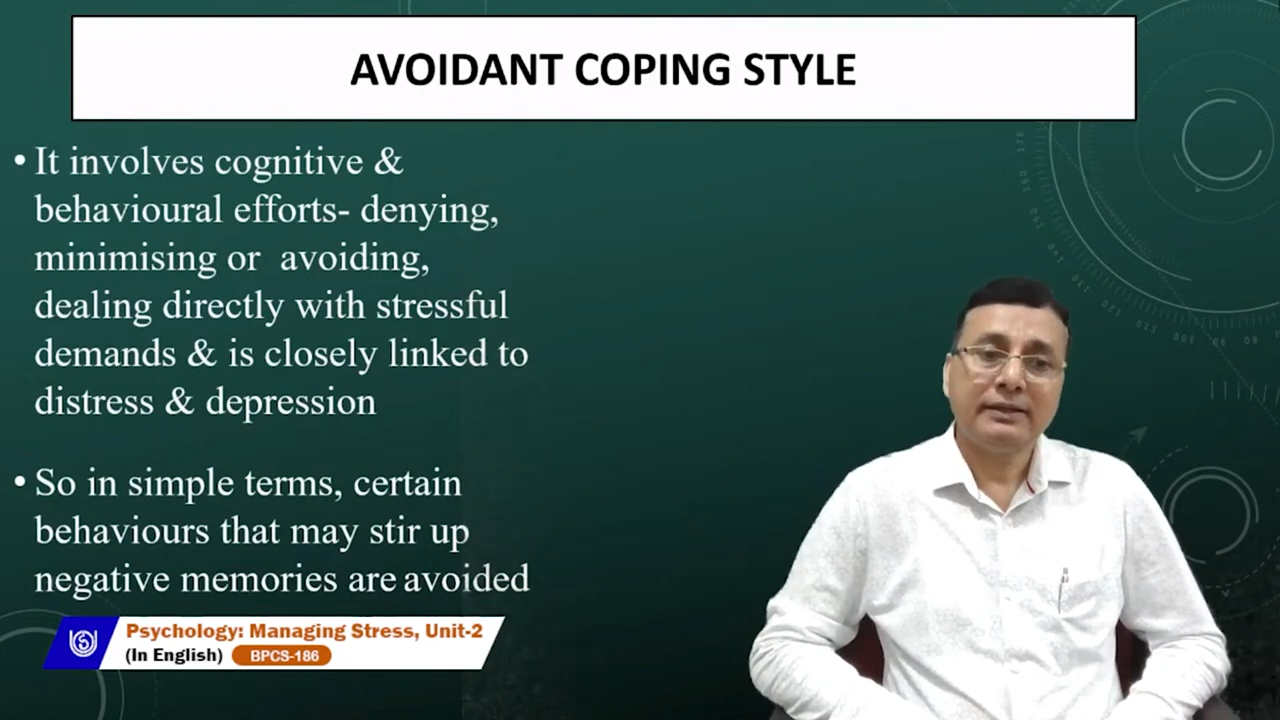 AVOIDANT COPING STYLE
• It involves cognitive &
behavioural efforts- denying,
minimising or  avoiding,
dealing directly with stressful
demands & is closely linked to
distress & depression
• So in simple terms, certain
behaviours that may stir up
negative memories are avoided
Psychology: Managing Stress, Unit-2
(In English) BPCS-186